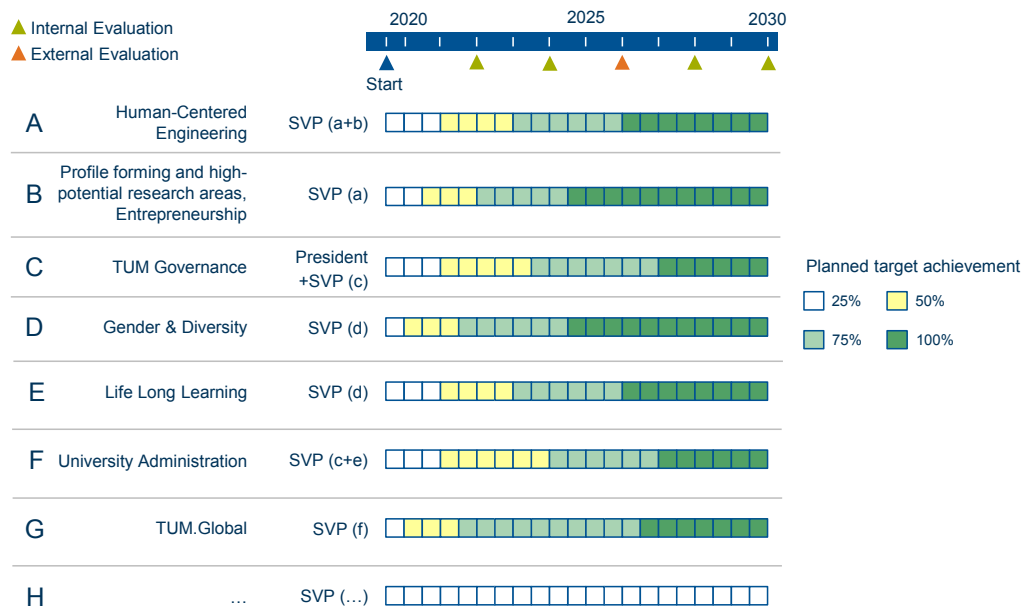 2020
2025
2030
Internal Evaluation
External Evaluation
Start
A
Human-Centered
Engineering
SVP (a+b)
B
Profile forming and high-
potential research areas,
Entrepreneurship
SVP (a)
C
TUM Governance
President
+SVP (c)
D
Gender & Diversity
SVP (d)
E
Life Long Learning
SVP (d)
F
University Administration
SVP (c+e)
G
TUM.Global
SVP (f)
H
...
SVP (...)
Planned target achievement
25%
50%
75%
100%